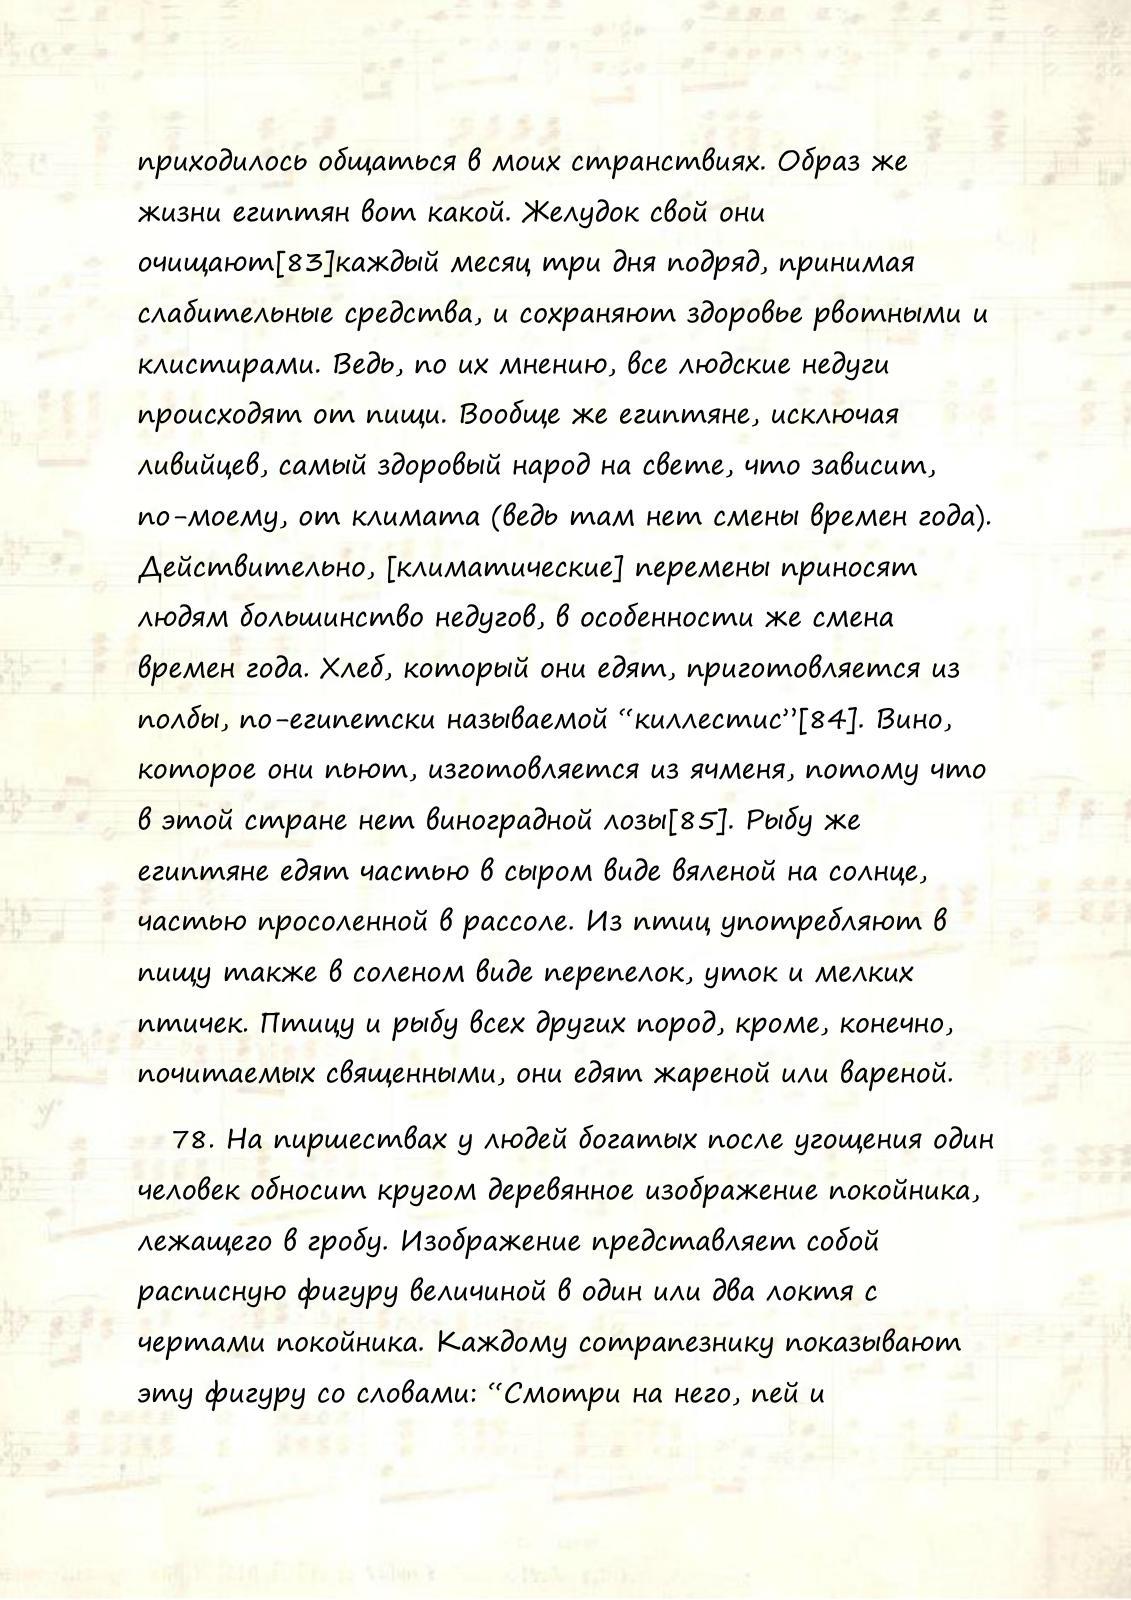 приходилось общаться в моих странствиях. Образ же
жизни египтян вот какой. Желудок свой они
очищают[83]каждый месяц три дня подряд, принимая
слабительные средства, и сохраняют здоровье рвотными и
клистирами. Ведь, по их мнению, все людские недуги
происходят от пищи. Вообще же египтяне, исключая
ливийцев, самый здоровый народ на свете, что зависит,
по-моему, от климата (ведь там нет смены времен года).
Действительно, [климатические] перемены приносят
людям большинство недугов, в особенности же смена
времен года. Хлеб, который они едят, приготовляется из
полбы, по-египетски называемой “киллестис”[84]. Вино,
которое они пьют, изготовляется из ячменя, потому что
в этой стране нет виноградной лозы[85]. Рыбу же
египтяне едят частью в сыром виде вяленой на солнце,
частью просоленной в рассоле. Из птиц употребляют в
пищу также в соленом виде перепелок, уток и мелких
птичек. Птицу и рыбу всех других пород, кроме, конечно,
почитаемых священными, они едят жареной или вареной.
78. На пиршествах у людей богатых после угощения один
человек обносит кругом деревянное изображение покойника,
лежащего в гробу. Изображение представляет собой
расписную фигуру величиной в один или два локтя с
чертами покойника. Каждому сотрапезнику показывают
эту фигуру со словами: “Смотри на него, пей и